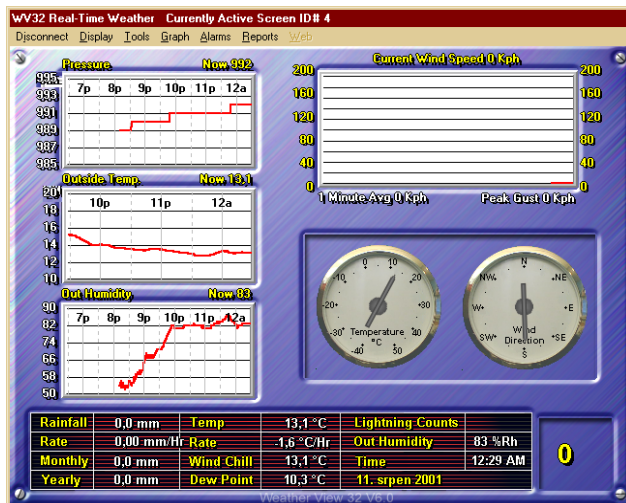 WV32 Real-Time Weather Currently Active Screen ID# 4
Disconnect Display Tools Graph Alarms Reports Web
Pressure Now 992
995
993
991
989
987
985
7p 8p 9p 10p 11p 12a
Outside Temp. Now 13,1
20
18
16
14
12
10
10p 11p 12a
Out Humidity Now 83
90
82
74
66
58
50
7p 8p 9p 10p 11p 12a
Current Wind Speed 0 Kph
200 200
160 160
120 120
80 80
40 40
0 0
1 Minute Avg 0 Kph Peak Gust 0 Kph
-40 -30 -20 -10 0 10 20 30 40 50
Temperature
°C
N NE E SE S SW W NW
Wind
Direction
Rainfall 0,0 mm Temp 13,1 °C Lightning Counts
Rate 0,00 mm/Hr Rate -1,6 °C/Hr Out Humidity 83 %Rh
Monthly 0,0 mm Wind Chill 13,1 °C Time 12:29 AM
Yearly 0,0 mm Dew Point 10,3 °C 11. srpen 2001
0
Weather View 32 V6.0